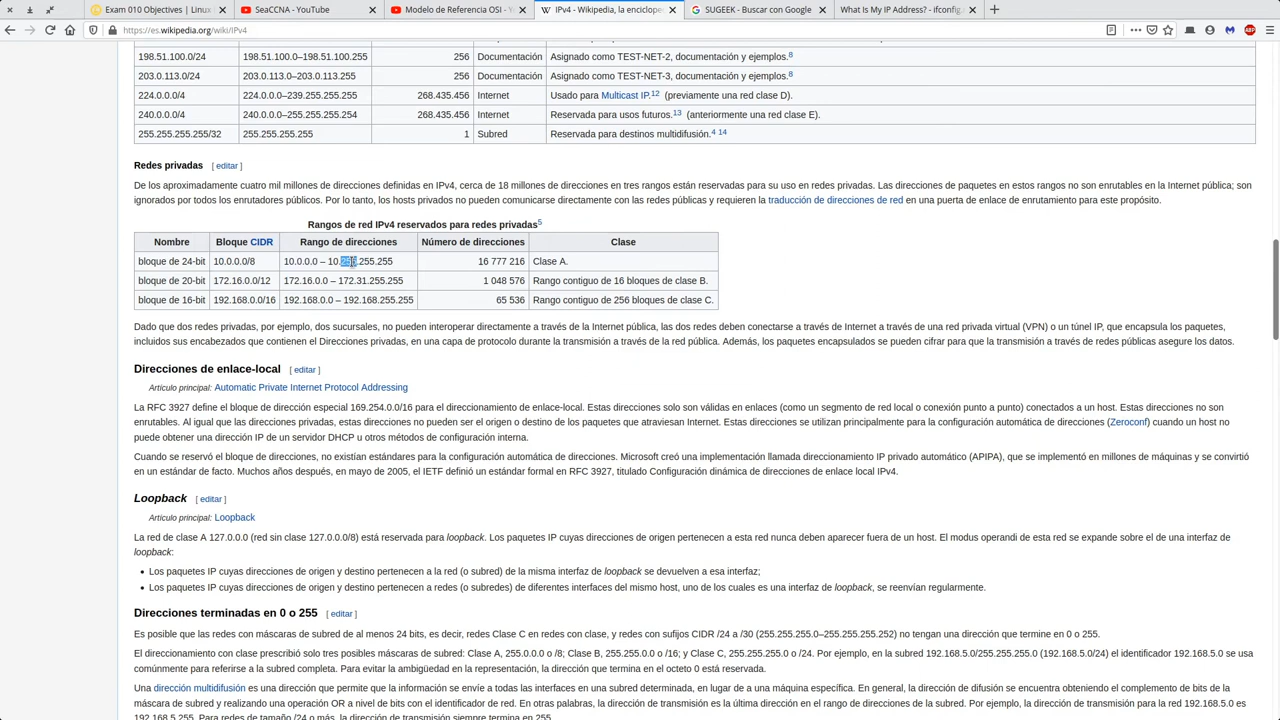 Exam 010 Objectives | Linux
SeaCCNA - YouTube
Modelo de Referencia OSI - Y
IPv4 - Wikipedia, la enciclope
SUGEEK - Buscar con Google
What Is My IP Address? - ifconfig.
https://es.wikipedia.org/wiki/IPv4
198.51.100.0/24 198.51.100.0–198.51.100.255 256 Documentación Asignado como TEST-NET-2, documentación y ejemplos.8
203.0.113.0/24 203.0.113.0–203.0.113.255 256 Documentación Asignado como TEST-NET-3, documentación y ejemplos.8
224.0.0.0/4 224.0.0.0–239.255.255.255 268.435.456 Internet Usado para Multicast IP.12 (previamente una red clase D).
240.0.0.0/4 240.0.0.0–255.255.255.254 268.435.456 Internet Reservada para usos futuros.13 (anteriormente una red clase E).
255.255.255.255/32 255.255.255.255 1 Subred Reservada para destinos multidifusión.4 14
Redes privadas [ editar ]
De los aproximadamente cuatro mil millones de direcciones definidas en IPv4, cerca de 18 millones de direcciones en tres rangos están reservadas para su uso en redes privadas. Las direcciones de paquetes en estos rangos no son enrutables en la Internet pública; son
ignorados por todos los enrutadores públicos. Por lo tanto, los hosts privados no pueden comunicarse directamente con las redes públicas y requieren la traducción de direcciones de red en una puerta de enlace de enrutamiento para este propósito.
Rangos de red IPv4 reservados para redes privadas5
Nombre Bloque CIDR Rango de direcciones Número de direcciones Clase
bloque de 24-bit 10.0.0.0/8 10.0.0.0 – 10.255.255.255 16 777 216 Clase A.
bloque de 20-bit 172.16.0.0/12 172.16.0.0 – 172.31.255.255 1 048 576 Rango contiguo de 16 bloques de clase B.
bloque de 16-bit 192.168.0.0/16 192.168.0.0 – 192.168.255.255 65 536 Rango contiguo de 256 bloques de clase C.
Dado que dos redes privadas, por ejemplo, dos sucursales, no pueden interoperar directamente a través de la Internet pública, las dos redes deben conectarse a través de Internet a través de una red privada virtual (VPN) o un túnel IP, que encapsula los paquetes,
incluidos sus encabezados que contienen el Direcciones privadas, en una capa de protocolo durante la transmisión a través de la red pública. Además, los paquetes encapsulados se pueden cifrar para que la transmisión a través de redes públicas asegure los datos.
Direcciones de enlace-local [ editar ]
Artículo principal: Automatic Private Internet Protocol Addressing
La RFC 3927 define el bloque de dirección especial 169.254.0.0/16 para el direccionamiento de enlace-local. Estas direcciones solo son válidas en enlaces (como un segmento de red local o conexión punto a punto) conectados a un host. Estas direcciones no son
enrutables. Al igual que las direcciones privadas, estas direcciones no pueden ser el origen o destino de los paquetes que atraviesan Internet. Estas direcciones se utilizan principalmente para la configuración automática de direcciones (Zeroconf) cuando un host no
puede obtener una dirección IP de un servidor DHCP u otros métodos de configuración interna.
Cuando se reservó el bloque de direcciones, no existían estándares para la configuración automática de direcciones. Microsoft creó una implementación llamada direccionamiento IP privado automático (APIPA), que se implementó en millones de máquinas y se convirtió
en un estándar de facto. Muchos años después, en mayo de 2005, el IETF definió un estándar formal en RFC 3927, titulado Configuración dinámica de direcciones de enlace local IPv4.
Loopback [ editar ]
Artículo principal: Loopback
La red de clase A 127.0.0.0 (red sin clase 127.0.0.0/8) está reservada para loopback. Los paquetes IP cuyas direcciones de origen pertenecen a esta red nunca deben aparecer fuera de un host. El modus operandi de esta red se expande sobre el de una interfaz de
loopback:
• Los paquetes IP cuyas direcciones de origen y destino pertenecen a la red (o subred) de la misma interfaz de loopback se devuelven a esa interfaz;
• Los paquetes IP cuyas direcciones de origen y destino pertenecen a redes (o subredes) de diferentes interfaces del mismo host, uno de los cuales es una interfaz de loopback, se reenvían regularmente.
Direcciones terminadas en 0 o 255 [ editar ]
Es posible que las redes con máscaras de subred de al menos 24 bits, es decir, redes Clase C en redes con clase, y redes con sufijos CIDR /24 a /30 (255.255.255.0–255.255.255.252) no tengan una dirección que termine en 0 o 255.
El direccionamiento con clase prescribió solo tres posibles máscaras de subred: Clase A, 255.0.0.0 o /8; Clase B, 255.255.0.0 o /16; y Clase C, 255.255.255.0 o /24. Por ejemplo, en la subred 192.168.5.0/255.255.255.0 (192.168.5.0/24) el identificador 192.168.5.0 se usa
comúnmente para referirse a la subred completa. Para evitar la ambigüedad en la representación, la dirección que termina en el octeto 0 está reservada.
Una dirección multidifusión es una dirección que permite que la información se envíe a todas las interfaces en una subred determinada, en lugar de a una máquina específica. En general, la dirección de difusión se encuentra obteniendo el complemento de bits de la
máscara de subred y realizando una operación OR a nivel de bits con el identificador de red. En otras palabras, la dirección de transmisión es la última dirección en el rango de direcciones de la subred. Por ejemplo, la dirección de transmisión para la red 192.168.5.0 es
192.168.5.255. Para redes de tamaño /24 o más, la dirección de transmisión siempre termina en 255.